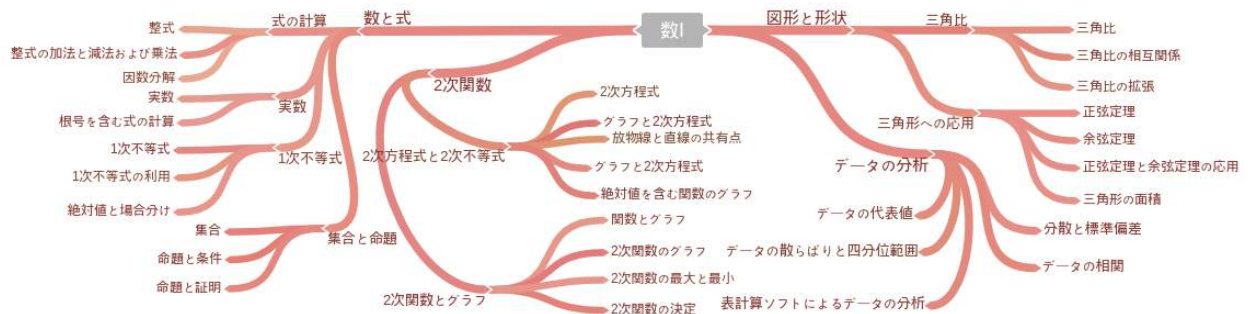 数I
数と式
式の計算
整式
整式の加法と減法および乗法
因数分解
実数
実数
根号を含む式の計算
1次不等式
1次不等式
1次不等式の利用
絶対値と場合分け
集合と命題
集合
命題と条件
命題と証明
2次関数
2次方程式と2次不等式
2次方程式
グラフと2次方程式
放物線と直線の共有点
グラフと2次方程式
絶対値を含む関数のグラフ
2次関数とグラフ
関数とグラフ
2次関数のグラフ
2次関数の最大と最小
2次関数の決定
図形と形状
三角比
三角比
三角比の相互関係
三角比の拡張
三角形への応用
正弦定理
余弦定理
正弦定理と余弦定理の応用
三角形の面積
データの分析
データの代表値
データの散らばりと四分位範囲
表計算ソフトによるデータの分析
分散と標準偏差
データの相関